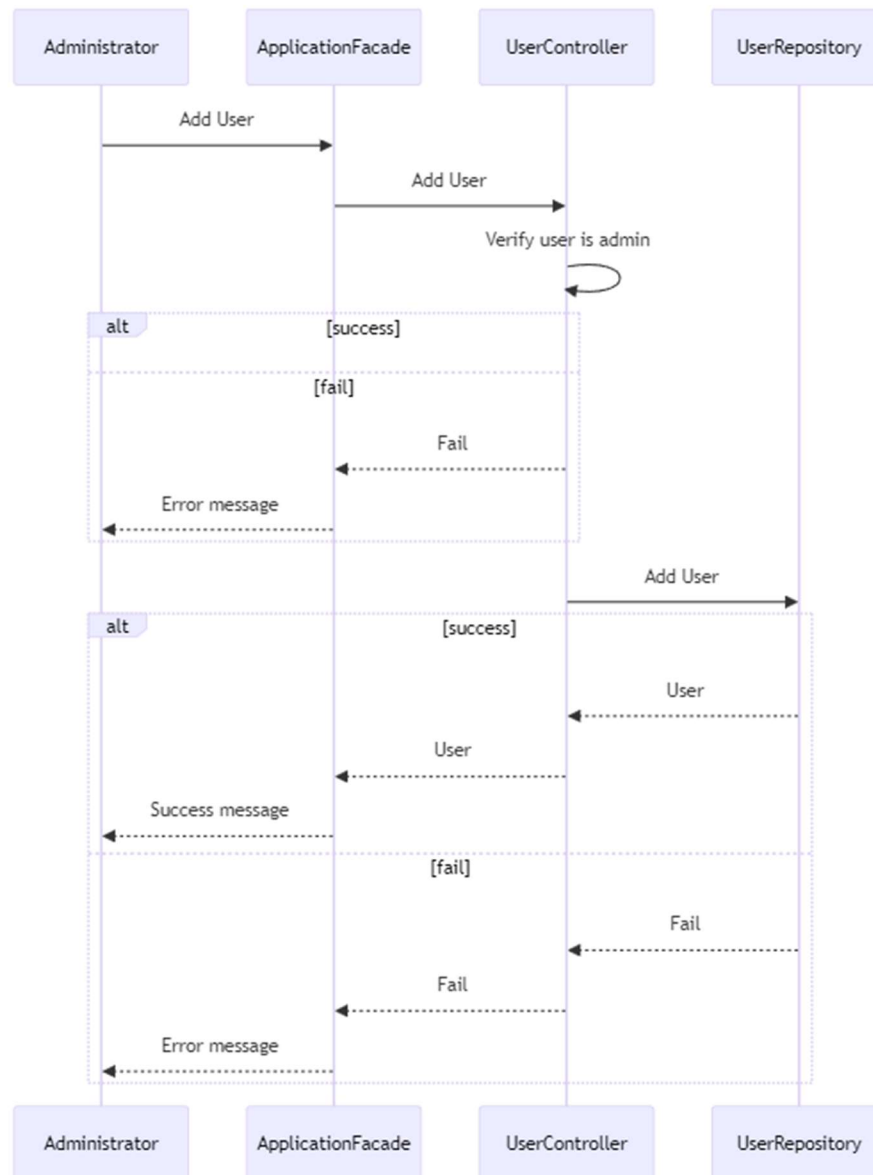 Administrator ApplicationFacade UserController UserRepository
Add User
Add User
Verify user is admin
alt [success]
[fail]
Fail
Error message
Add User
alt [success]
User
User
Success message
[fail]
Fail
Fail
Error message
Administrator ApplicationFacade UserController UserRepository